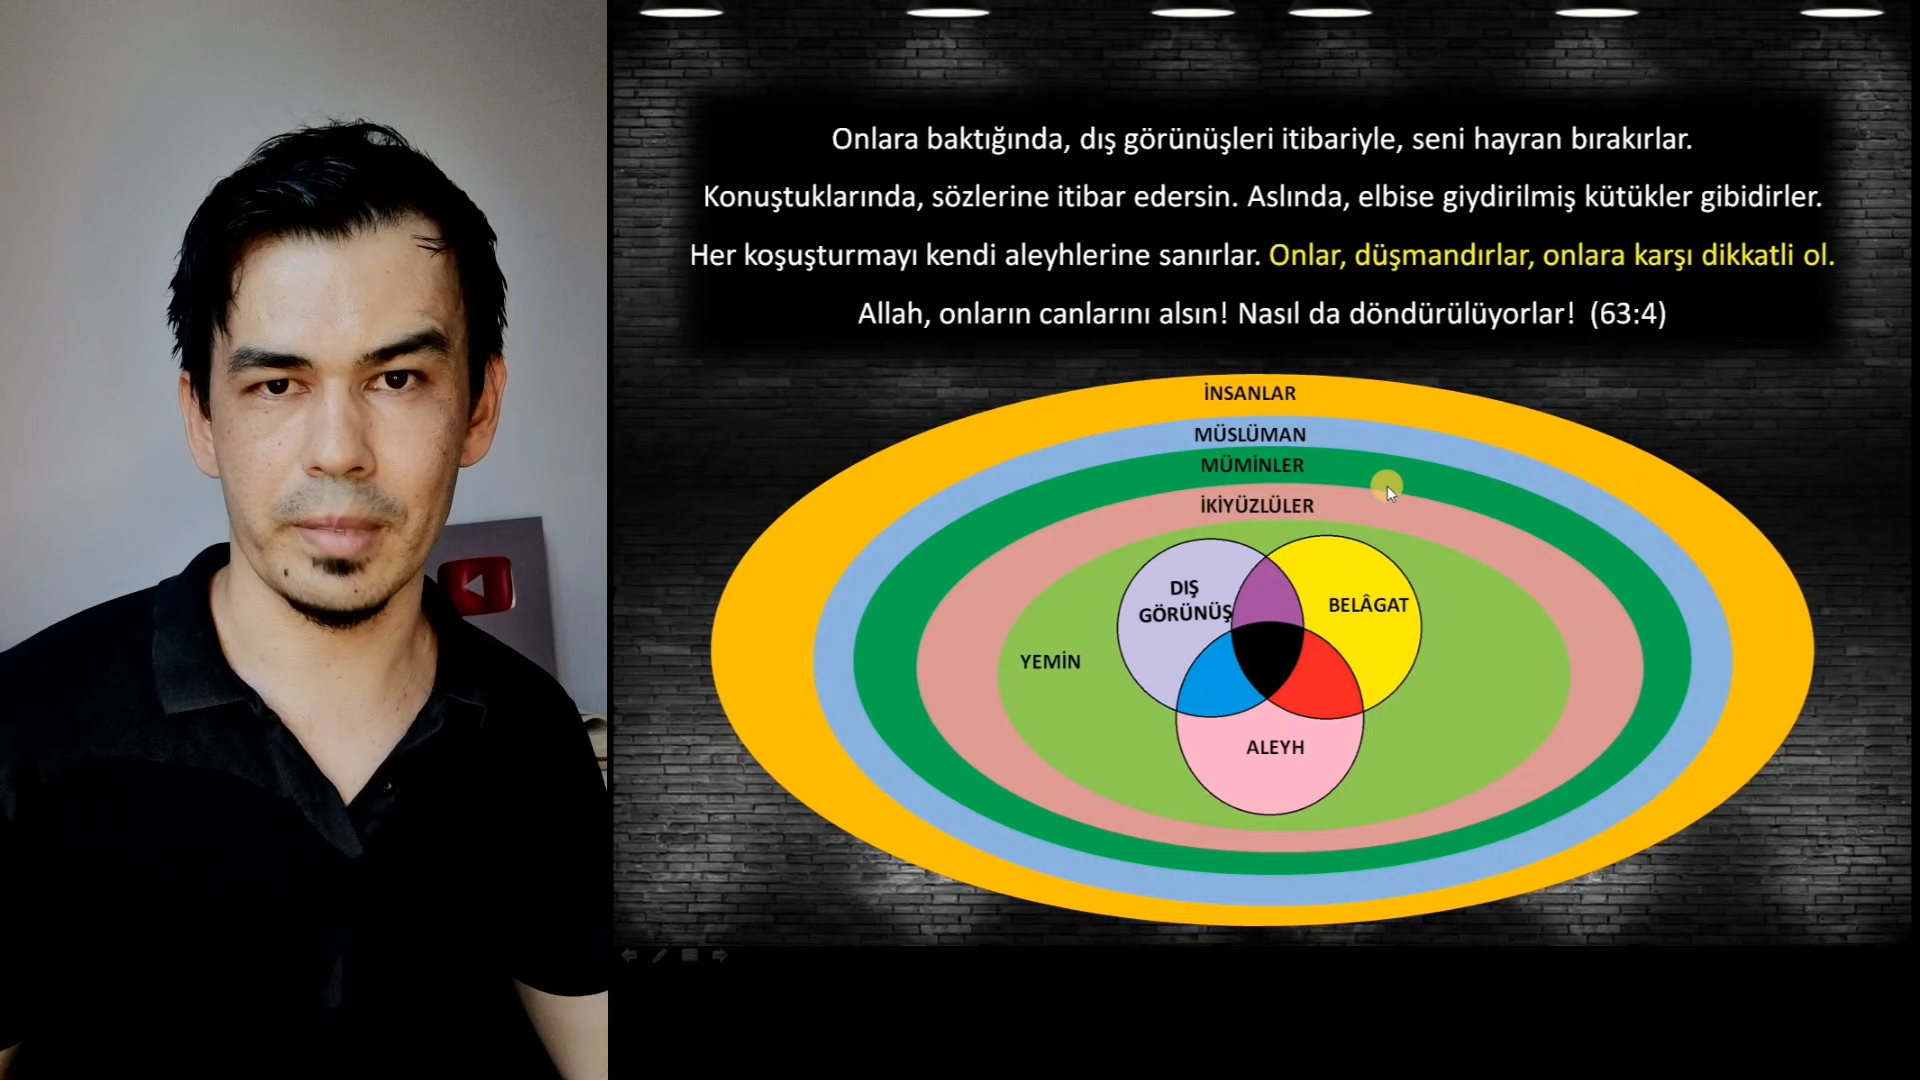 Onlara baktığında, dış görünüşleri itibariyle, seni hayran bırakırlar.
Konuştuklarında, sözlerine itibar edersin. Aslında, elbise giydirilmiş kütükler gibidirler.
Her koşuşturmayı kendi aleyhlerine sanırlar. Onlar, düşmandırlar, onlara karşı dikkatli ol.
Allah, onların canlarını alsın! Nasıl da döndürülüyorlar! (63:4)
İNSANLAR
MÜSLÜMAN
MÜMİNLER
İKİYÜZLÜLER
DIŞ
GÖRÜNÜŞ
BELÂGAT
YEMİN
ALEYH